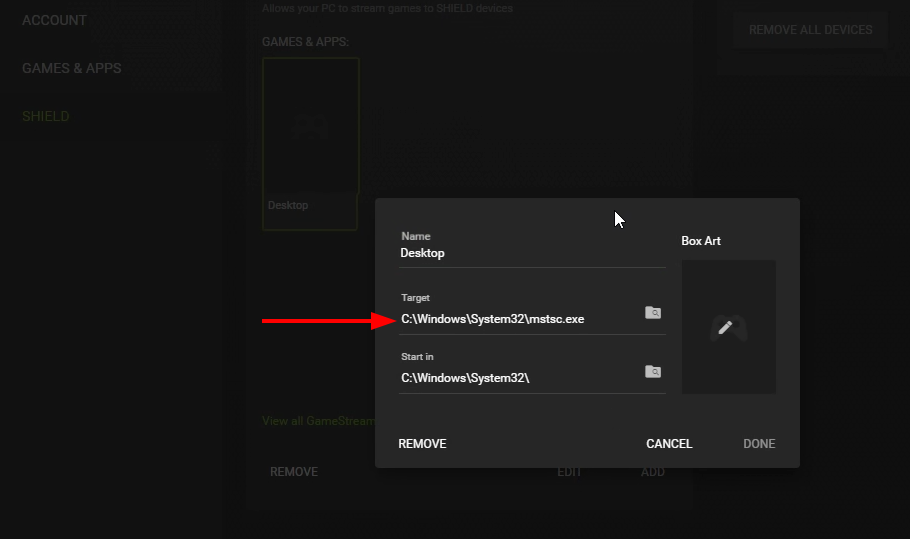 Allows your PC to stream games to SHIELD devices
ACCOUNT
REMOVE ALL DEVICES
GAMES & APPS:
GAMES & APPS
SHIELD
Desktop
Name
Desktop
Box Art
Target
C:\Windows\System32\mstsc.exe
Start in
C:\Windows\System32\
View all GameStream
REMOVE
CANCEL
DONE
REMOVE
EDIT
ADD